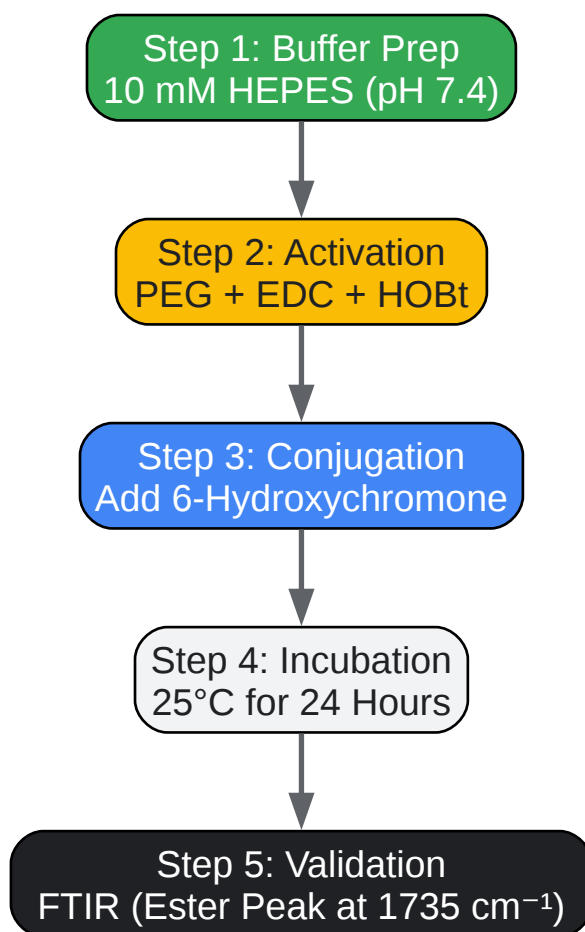 Step 1: Buffer Prep
10 mM HEPES (pH 7.4)
Step 2: Activation
PEG + EDC + HOBt
Step 3: Conjugation
Add 6-Hydroxychromone
Step 4: Incubation
25°C for 24 Hours
Step 5: Validation
FTIR (Ester Peak at 1735 cm⁻¹)